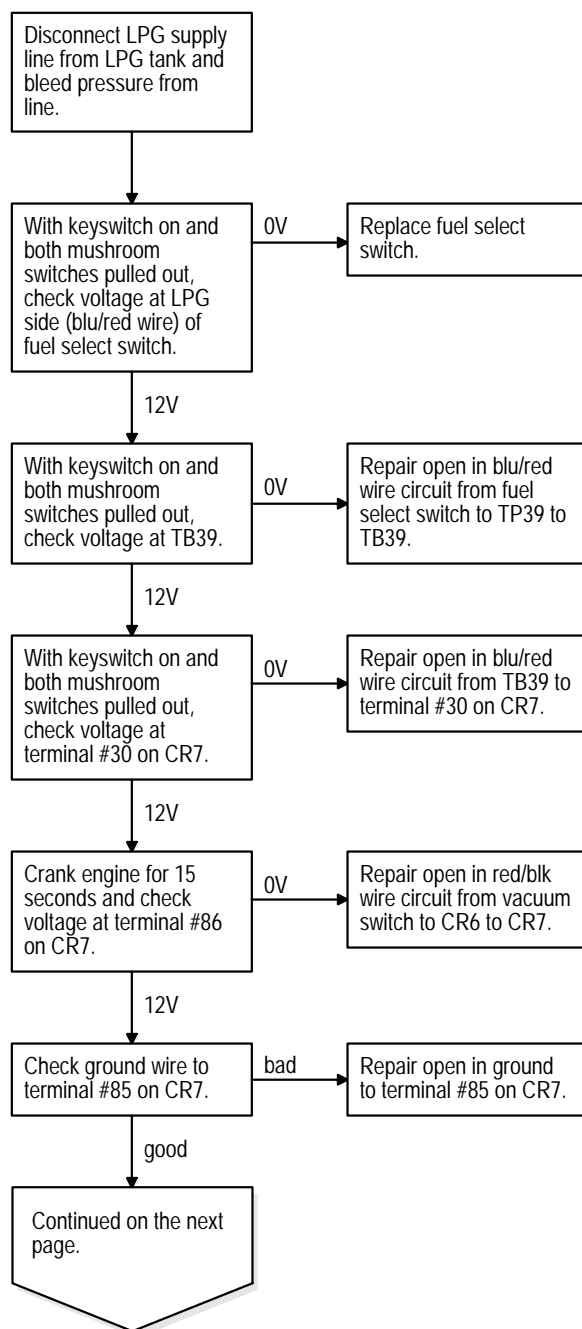 Disconnect LPG supply
line from LPG tank and
bleed pressure from
line.
With keyswitch on and
both mushroom
switches pulled out,
check voltage at LPG
side (blu/red wire) of
fuel select switch.
0V
Replace fuel select
switch.
12V
With keyswitch on and
both mushroom
switches pulled out,
check voltage at TB39.
0V
Repair open in blu/red
wire circuit from fuel
select switch to TP39 to
TB39.
12V
With keyswitch on and
both mushroom
switches pulled out,
check voltage at
terminal #30 on CR7.
0V
Repair open in blu/red
wire circuit from TB39 to
terminal #30 on CR7.
12V
Crank engine for 15
seconds and check
voltage at terminal #86
on CR7.
0V
Repair open in red/blk
wire circuit from vacuum
switch to CR6 to CR7.
12V
Check ground wire to
terminal #85 on CR7.
bad
Repair open in ground
to terminal #85 on CR7.
good
Continued on the next
page.